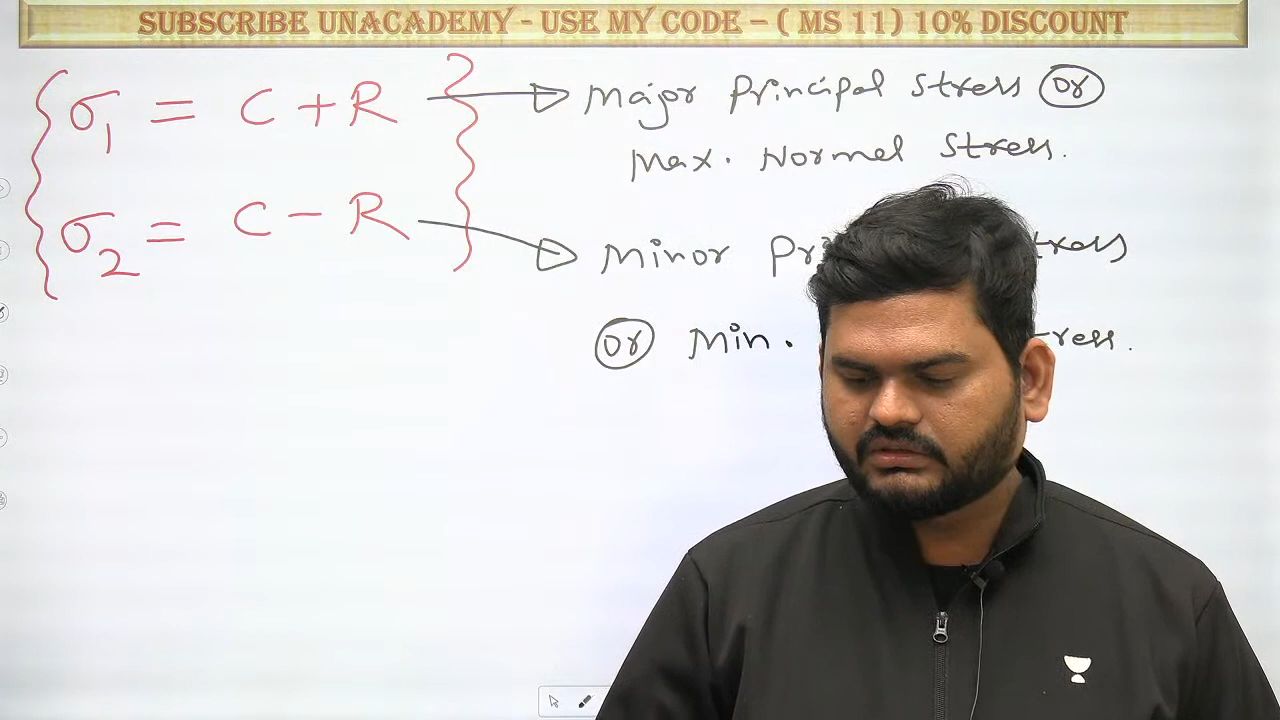 SUBSCRIBE UNACADEMY - USE MY CODE – ( MS 11) 10% DISCOUNT
σ₁ = C + R
Major Principal Stress or
Max. Normal Stress.
σ₂ = C - R
Minor
or Min.